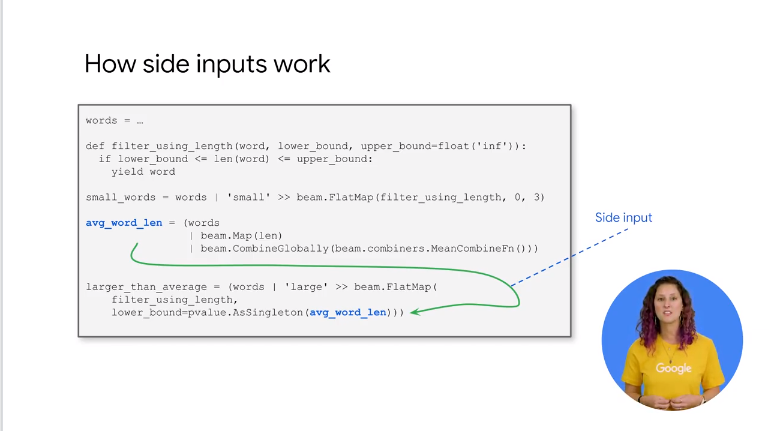 How side inputs work
words = …
def filter_using_length(word, lower_bound, upper_bound=float('inf')):
  if lower_bound <= len(word) <= upper_bound:
    yield word
small_words = words | 'small' >> beam.FlatMap(filter_using_length, 0, 3)
avg_word_len = (words
                | beam.Map(len)
                | beam.CombineGlobally(beam.combiners.MeanCombineFn()))
Side input
larger_than_average = (words | 'large' >> beam.FlatMap(
    filter_using_length,
    lower_bound=pvalue.AsSingleton(avg_word_len)))
Google